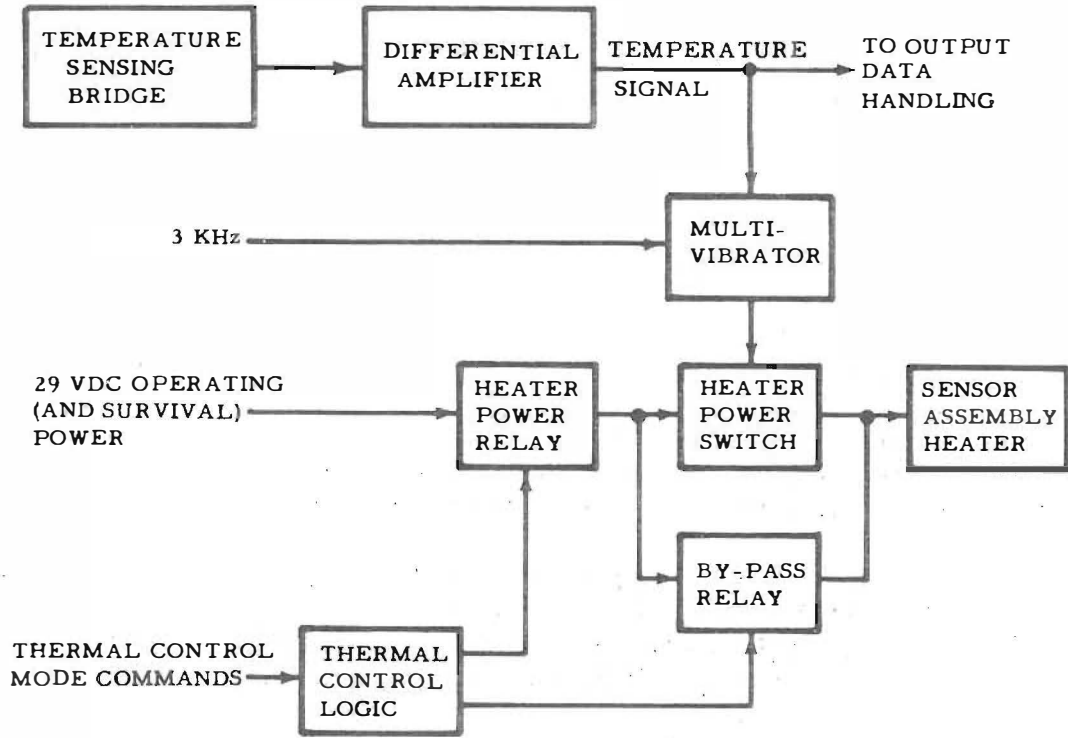 TEMPERATURE
SENSING
BRIDGE
DIFFERENTIAL
AMPLIFIER
TEMPERATURE
SIGNAL
TO OUTPUT
DATA
HANDLING
3 KHz
MULTI-
VIBRATOR
29 VDC OPERATING
(AND SURVIVAL)
POWER
HEATER
POWER
RELAY
HEATER
POWER
SWITCH
SENSOR
ASSEMBLY
HEATER
BY-PASS
RELAY
THERMAL CONTROL
MODE COMMANDS
THERMAL
CONTROL
LOGIC